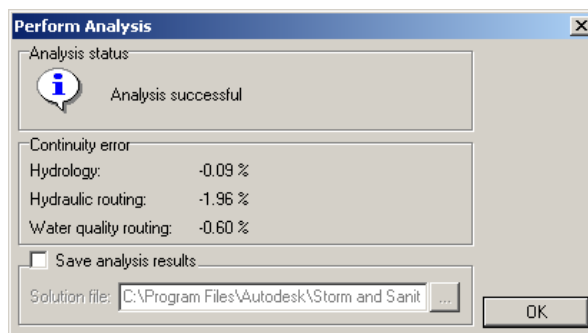 Perform Analysis
Analysis status
Analysis successful
Continuity error
Hydrology: -0.09 %
Hydraulic routing: -1.96 %
Water quality routing: -0.60 %
Save analysis results
Solution file: C:\Program Files\Autodesk\Storm and Sanit ...
OK